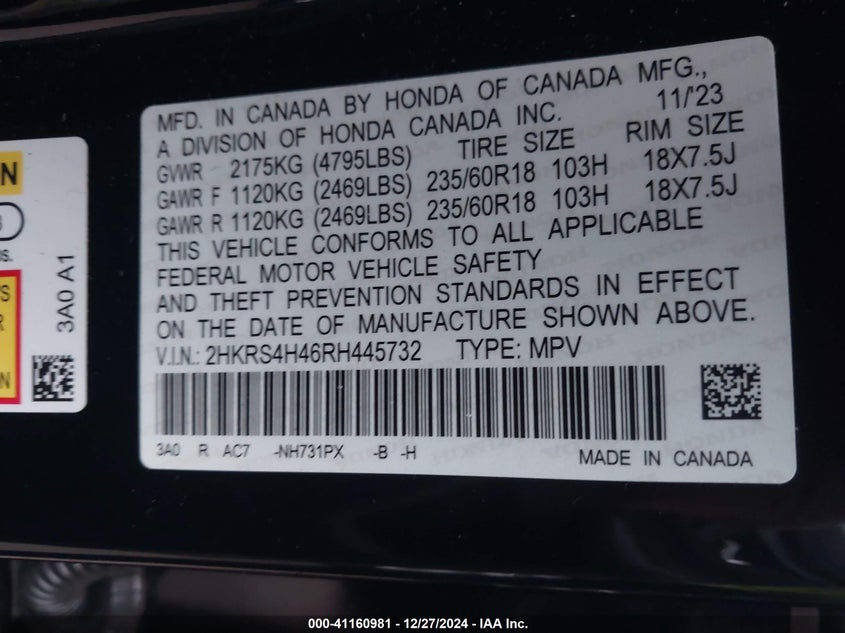 MFD. IN CANADA BY HONDA OF CANADA MFG.,
A DIVISION OF HONDA CANADA INC. 11/'23
GVWR - 2175KG (4795LBS) TIRE SIZE RIM SIZE
GAWR F 1120KG (2469LBS) 235/60R18 103H 18X7.5J
GAWR R 1120KG (2469LBS) 235/60R18 103H 18X7.5J
THIS VEHICLE CONFORMS TO ALL APPLICABLE
FEDERAL MOTOR VEHICLE SAFETY
AND THEFT PREVENTION STANDARDS IN EFFECT
ON THE DATE OF MANUFACTURE SHOWN ABOVE.
V.I.N.: 2HKRS4H46RH445732 TYPE: MPV
3A0 R AC7 -NH731PX -B -H
MADE IN CANADA
3A0 A1
000-41160981 - 12/27/2024 - IAA Inc.